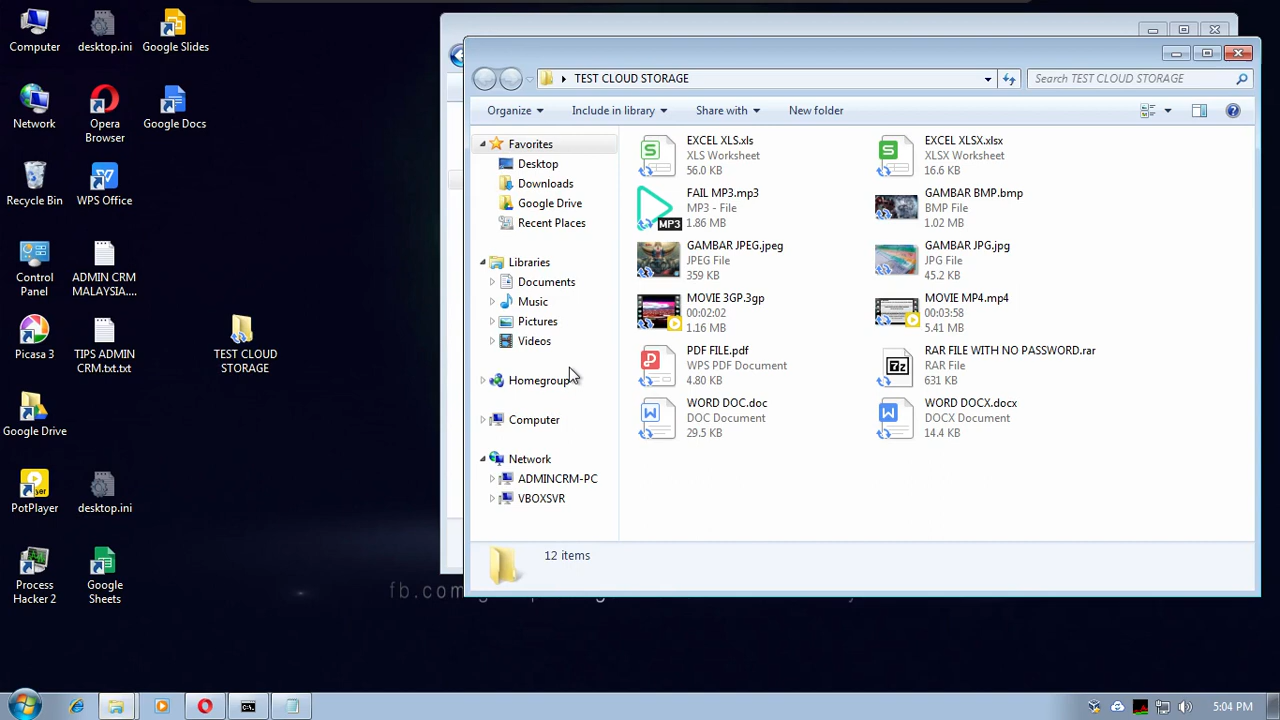 Computer
desktop.ini
Google Slides
Network
Opera
Browser
Google Docs
Recycle Bin
WPS Office
Control
Panel
ADMIN CRM
MALAYSIA....
Picasa 3
TIPS ADMIN
CRM.txt.txt
TEST CLOUD
STORAGE
Google Drive
PotPlayer
desktop.ini
Process
Hacker 2
Google
Sheets
TEST CLOUD STORAGE
Search TEST CLOUD STORAGE
Organize
Include in library
Share with
New folder
Favorites
Desktop
Downloads
Google Drive
Recent Places
Libraries
Documents
Music
Pictures
Videos
Homegroup
Computer
Network
ADMINCRM-PC
VBOXSVR
EXCEL XLS.xls
XLS Worksheet
56.0 KB
EXCEL XLSX.xlsx
XLSX Worksheet
16.6 KB
FAIL MP3.mp3
MP3 - File
1.86 MB
MP3
GAMBAR BMP.bmp
BMP File
1.02 MB
GAMBAR JPEG.jpeg
JPEG File
359 KB
GAMBAR JPG.jpg
JPG File
45.2 KB
MOVIE 3GP.3gp
00:02:02
1.16 MB
MOVIE MP4.mp4
00:03:58
5.41 MB
PDF FILE.pdf
WPS PDF Document
4.80 KB
RAR FILE WITH NO PASSWORD.rar
RAR File
631 KB
7z
WORD DOC.doc
DOC Document
29.5 KB
WORD DOCX.docx
DOCX Document
14.4 KB
12 items
fb.com
5:04 PM